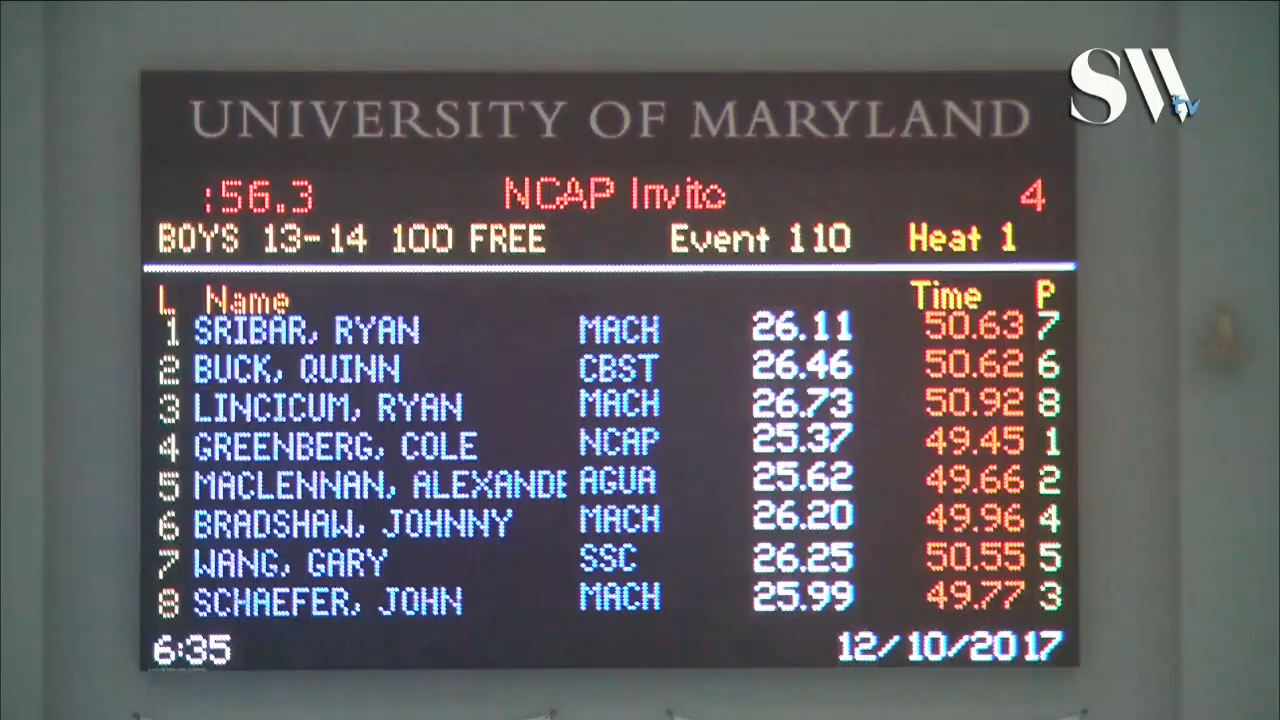 SW tv
UNIVERSITY OF MARYLAND
:56.3 NCAP Invite 4
BOYS 13-14 100 FREE Event 110 Heat 1
L Name Time P
1 SRIBAR, RYAN MACH 26.11 50.63 7
2 BUCK, QUINN CBST 26.46 50.62 6
3 LINCICUM, RYAN MACH 26.73 50.92 8
4 GREENBERG, COLE NCAP 25.37 49.45 1
5 MACLENNAN, ALEXANDE AGUA 25.62 49.66 2
6 BRADSHAW, JOHNNY MACH 26.20 49.96 4
7 WANG, GARY SSC 26.25 50.55 5
8 SCHAEFER, JOHN MACH 25.99 49.77 3
6:35 12/10/2017